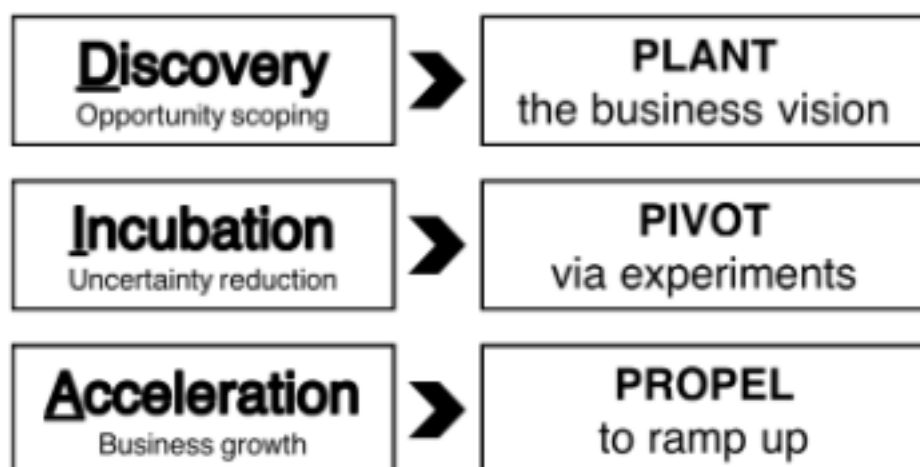 Discovery
Opportunity scoping
PLANT
the business vision
Incubation
Uncertainty reduction
PIVOT
via experiments
Acceleration
Business growth
PROPEL
to ramp up